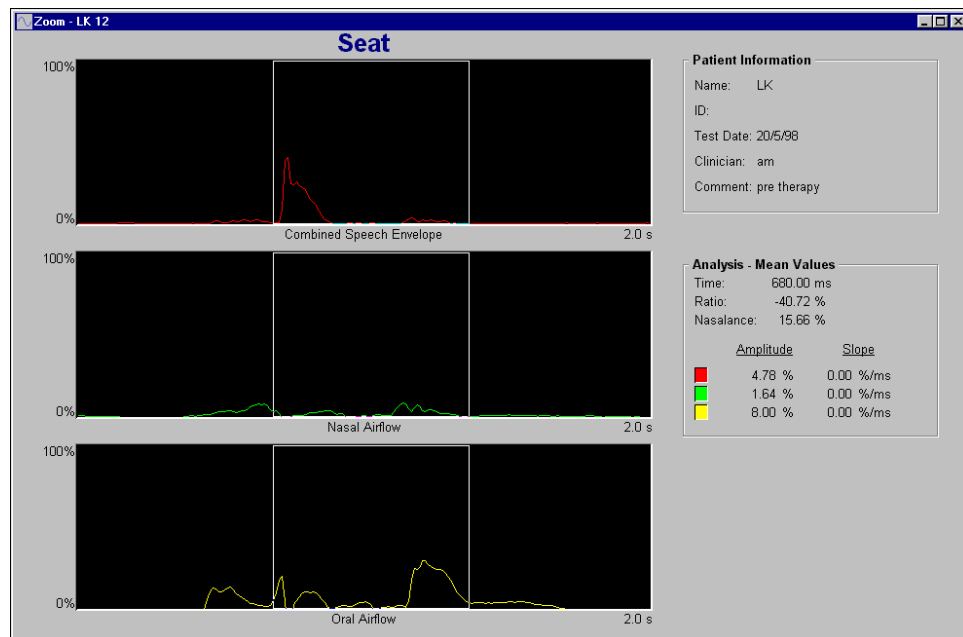 Zoom - LK 12
Seat
100%
0%
Combined Speech Envelope
2.0 s
100%
0%
Nasal Airflow
2.0 s
100%
0%
Oral Airflow
2.0 s
Patient Information
Name: LK
ID:
Test Date: 20/5/98
Clinician: am
Comment: pre therapy
Analysis - Mean Values
Time: 680.00 ms
Ratio: -40.72 %
Nasalance: 15.66 %
Amplitude Slope
4.78 % 0.00 %/ms
1.64 % 0.00 %/ms
8.00 % 0.00 %/ms